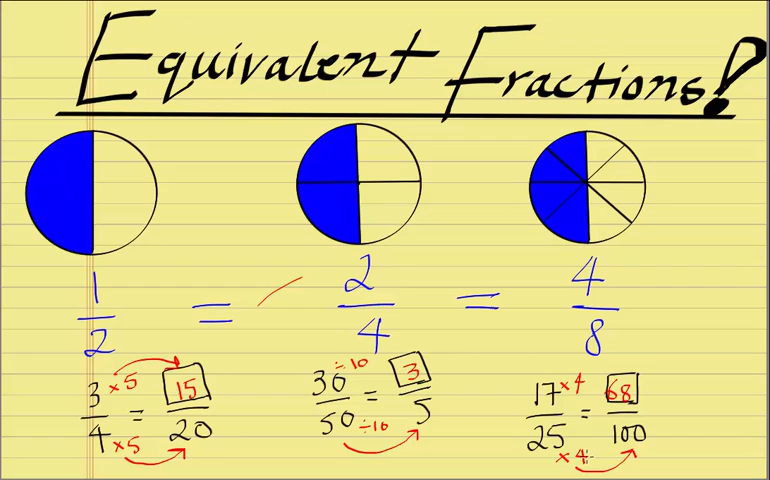 Equivalent Fractions!
1/2 = 2/4 = 4/8
3/4 ×5 ×5 = 15/20
30/50 ÷10 ÷10 = 3/5
17/25 ×4 ×4 = 68/100